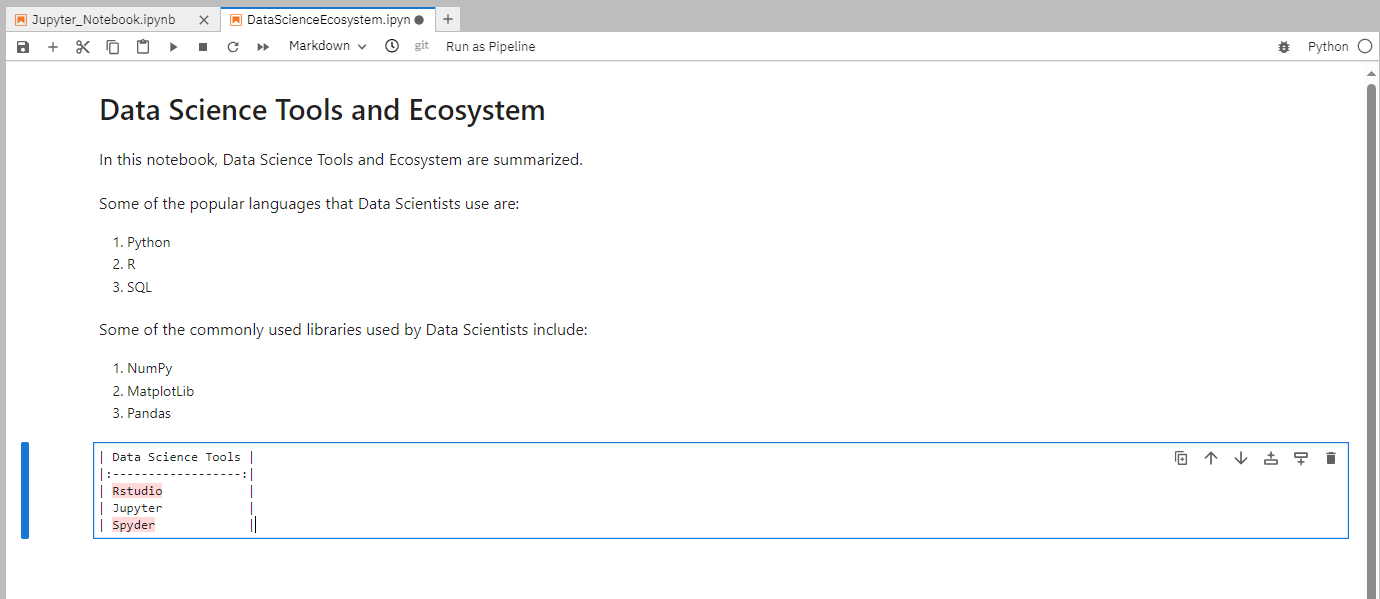 Jupyter_Notebook.ipynb
DataScienceEcosystem.ipyn
Markdown
git
Run as Pipeline
Python
Data Science Tools and Ecosystem
In this notebook, Data Science Tools and Ecosystem are summarized.
Some of the popular languages that Data Scientists use are:
1. Python
2. R
3. SQL
Some of the commonly used libraries used by Data Scientists include:
1. NumPy
2. MatplotLib
3. Pandas
| Data Science Tools |
|:------------------:|
| Rstudio            |
| Jupyter            |
| Spyder             |